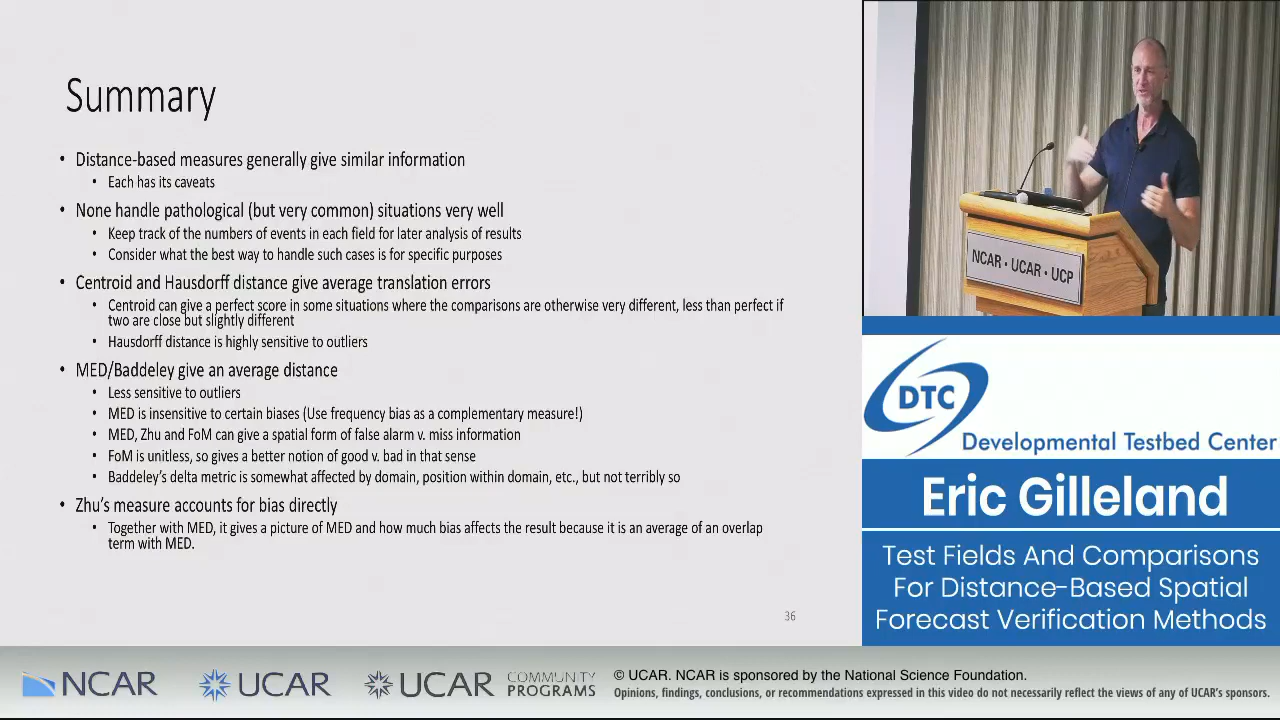 Summary
• Distance-based measures generally give similar information
• Each has its caveats
• None handle pathological (but very common) situations very well
• Keep track of the numbers of events in each field for later analysis of results
• Consider what the best way to handle such cases is for specific purposes
• Centroid and Hausdorff distance give average translation errors
• Centroid can give a perfect score in some situations where the comparisons are otherwise very different, less than perfect if
two are close but slightly different
• Hausdorff distance is highly sensitive to outliers
• MED/Baddeley give an average distance
• Less sensitive to outliers
• MED is insensitive to certain biases (Use frequency bias as a complementary measure!)
• MED, Zhu and FoM can give a spatial form of false alarm v. miss information
• FoM is unitless, so gives a better notion of good v. bad in that sense
• Baddeley's delta metric is somewhat affected by domain, position within domain, etc., but not terribly so
• Zhu's measure accounts for bias directly
• Together with MED, it gives a picture of MED and how much bias affects the result because it is an average of an overlap
term with MED.
36
NCAR • UCAR • UCP
DTC
Developmental Testbed Center
Eric Gilleland
Test Fields And Comparisons
For Distance-Based Spatial
Forecast Verification Methods
NCAR
UCAR
UCAR
COMMUNITY
PROGRAMS
© UCAR. NCAR is sponsored by the National Science Foundation.
Opinions, findings, conclusions, or recommendations expressed in this video do not necessarily reflect the views of any of UCAR's sponsors.